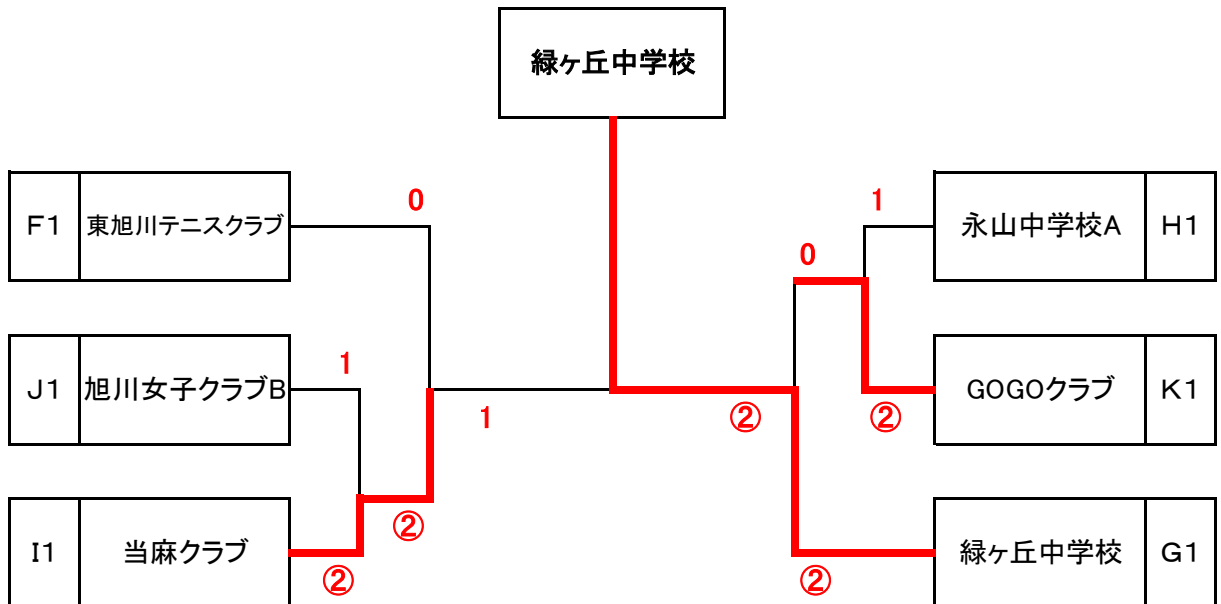 緑ヶ丘中学校
F1 東旭川テニスクラブ
0
1
永山中学校A H1
0
J1 旭川女子クラブB
1
1
②
②
GOGOクラブ K1
I1 当麻クラブ
②
②
②
緑ヶ丘中学校 G1